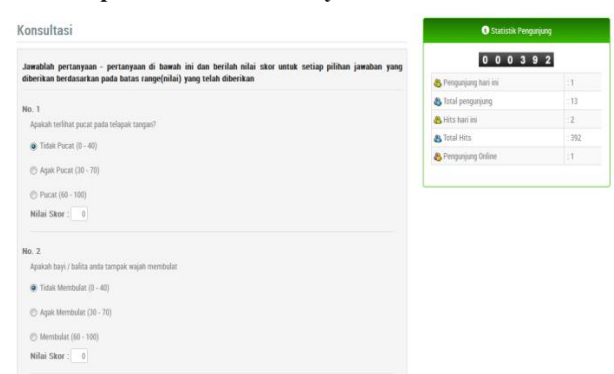 Konsultasi
Jawablah pertanyaan - pertanyaan di bawah ini dan berilah nilai skor untuk setiap pilihan jawaban yang
diberikan berdasarkan pada batas range(nilai) yang telah diberikan
No. 1
Apakah terlihat pucat pada telapak tangan?
Tidak Pucat (0 - 40)
Agak Pucat (30 - 70)
Pucat (60 - 100)
Nilai Skor : 0
No. 2
Apakah bayi / balita anda tampak wajah membulat
Tidak Membulat (0 - 40)
Agak Membulat (30 - 70)
Membulat (60 - 100)
Nilai Skor : 0
Statistik Pengunjung
0 0 0 3 9 2
Pengunjung hari ini : 1
Total pengunjung : 13
Hits hari ini : 2
Total Hits : 392
Pengunjung Online : 1